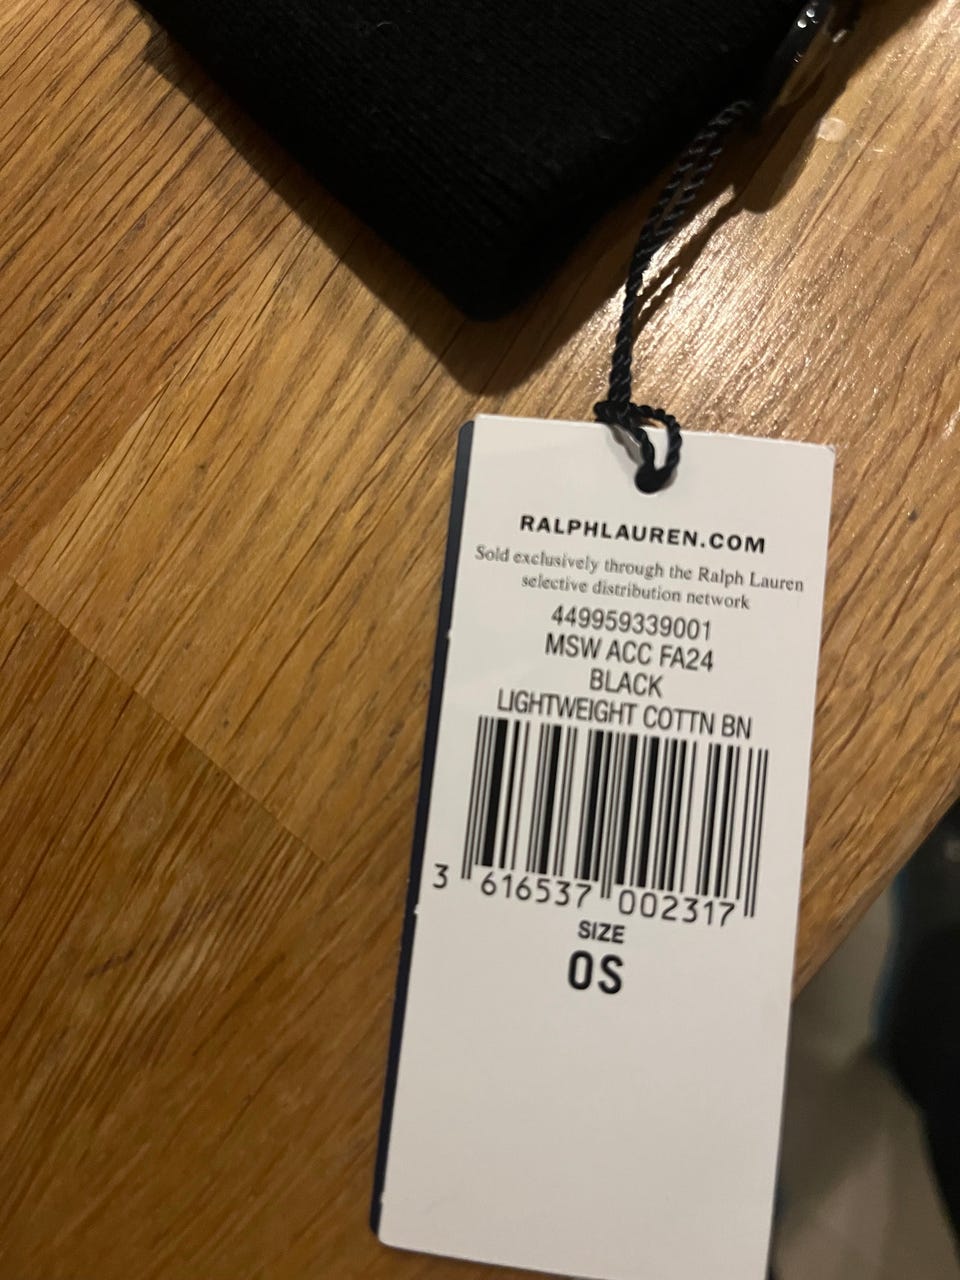 RALPHLAUREN.COM
Sold exclusively through the Ralph Lauren
selective distribution network
449959339001
MSW ACC FA24
BLACK
LIGHTWEIGHT COTTN BN
3 616537 002317
SIZE
OS